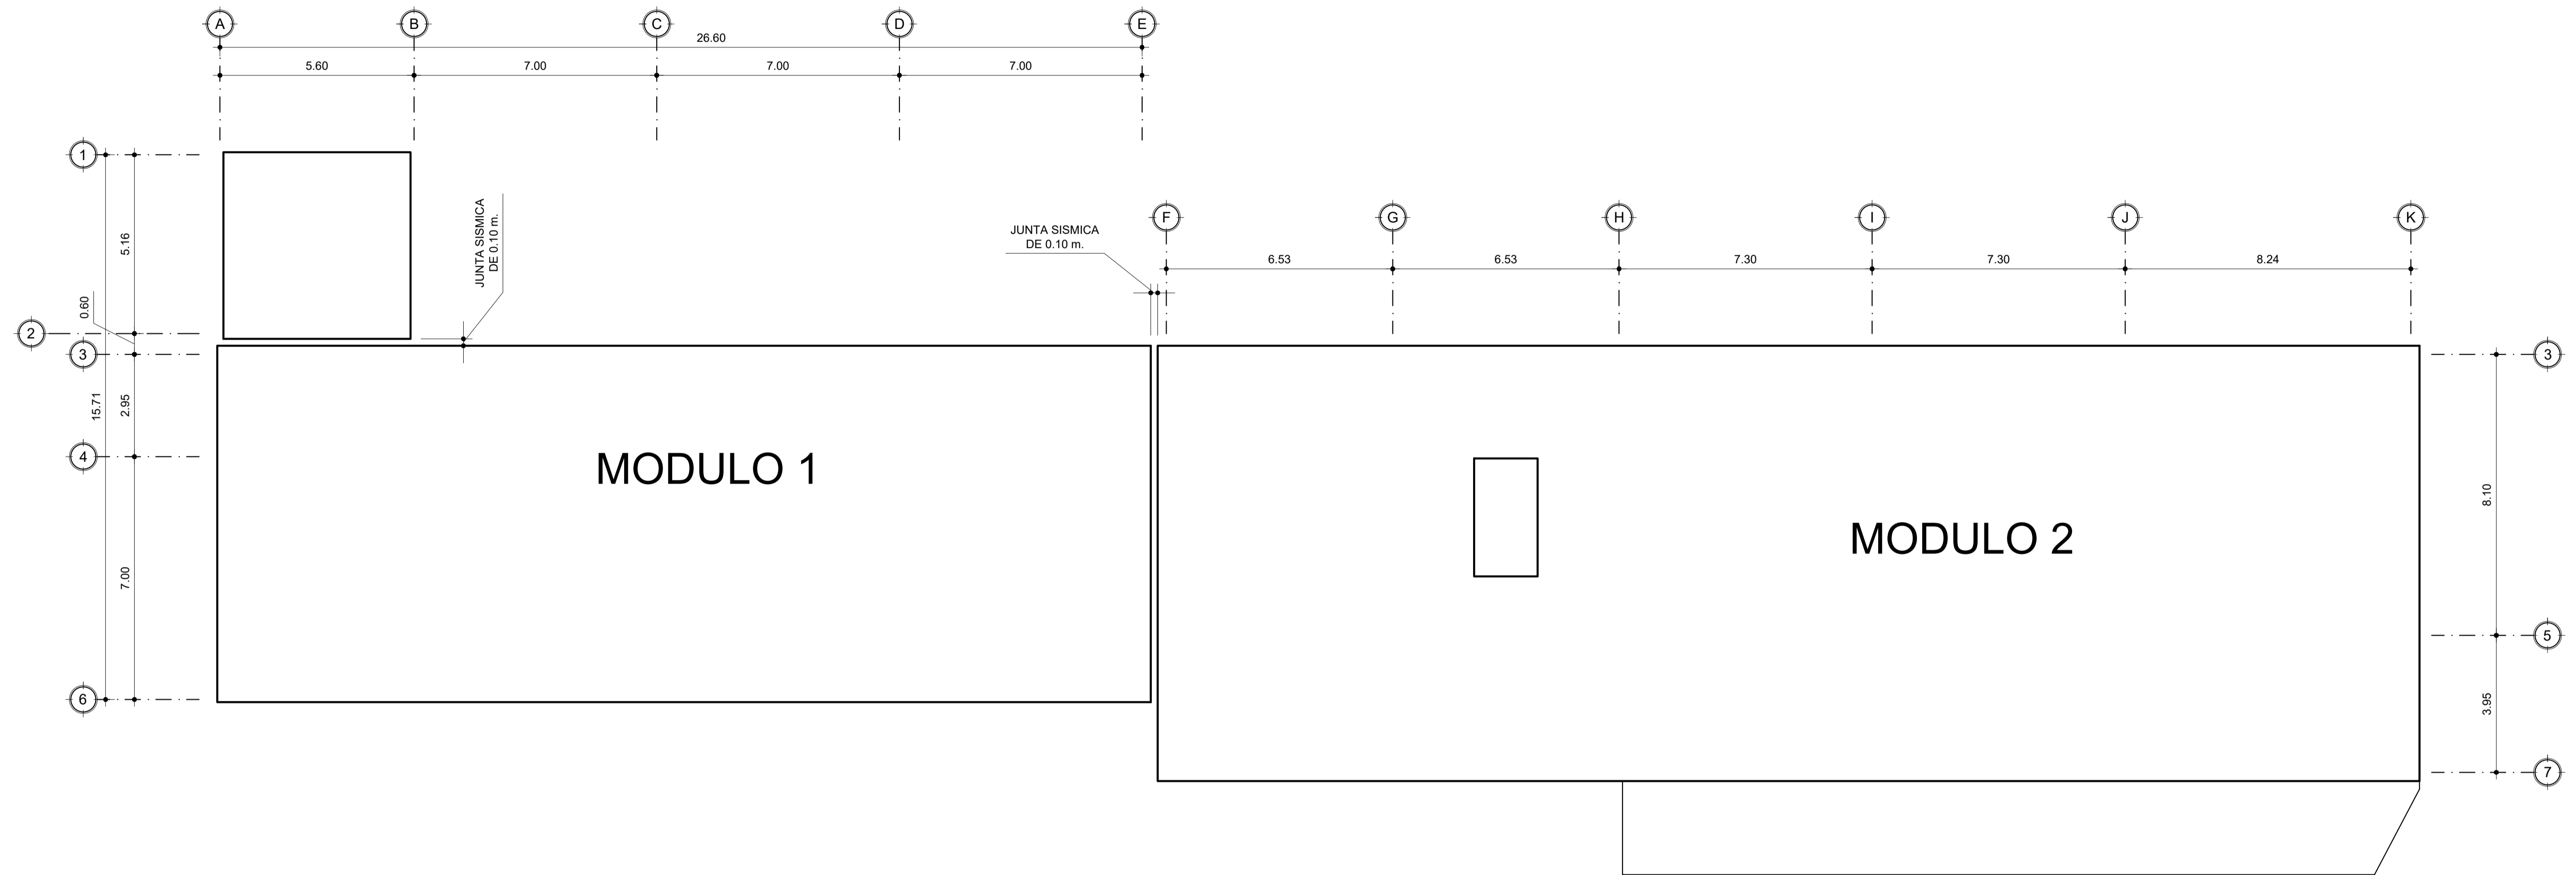 A
B
C
D
E
26.60
5.60
7.00
7.00
7.00
1
2
3
4
6
5.16
0.60
2.95
15.71
7.00
JUNTA SISMICA
DE 0.10 m.
JUNTA SISMICA
DE 0.10 m.
F
G
H
I
J
K
6.53
6.53
7.30
7.30
8.24
MODULO 1
MODULO 2
3
5
7
8.10
3.95